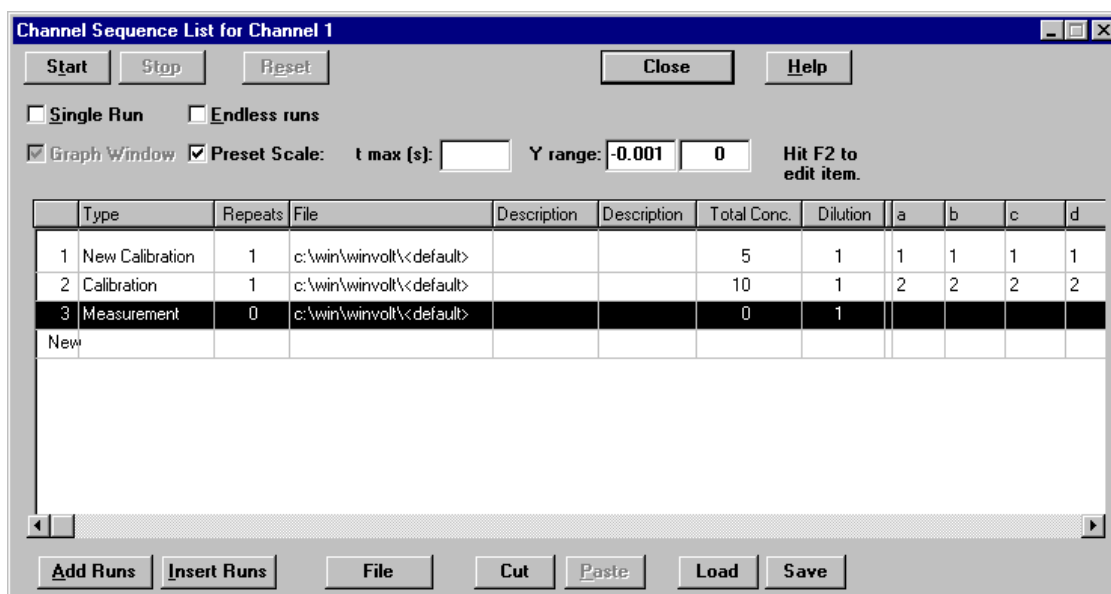 Channel Sequence List for Channel 1
Start Stop Reset Close Help
Single Run Endless runs
Graph Window Preset Scale: t max (s): Y range: -0.001 0 Hit F2 to
edit item.
Type Repeats File Description Description Total Conc. Dilution a b c d
1 New Calibration 1 c:\win\winvolt\<default> 5 1 1 1 1 1
2 Calibration 1 c:\win\winvolt\<default> 10 1 2 2 2 2
3 Measurement 0 c:\win\winvolt\<default> 0 1
New
Add Runs Insert Runs File Cut Paste Load Save